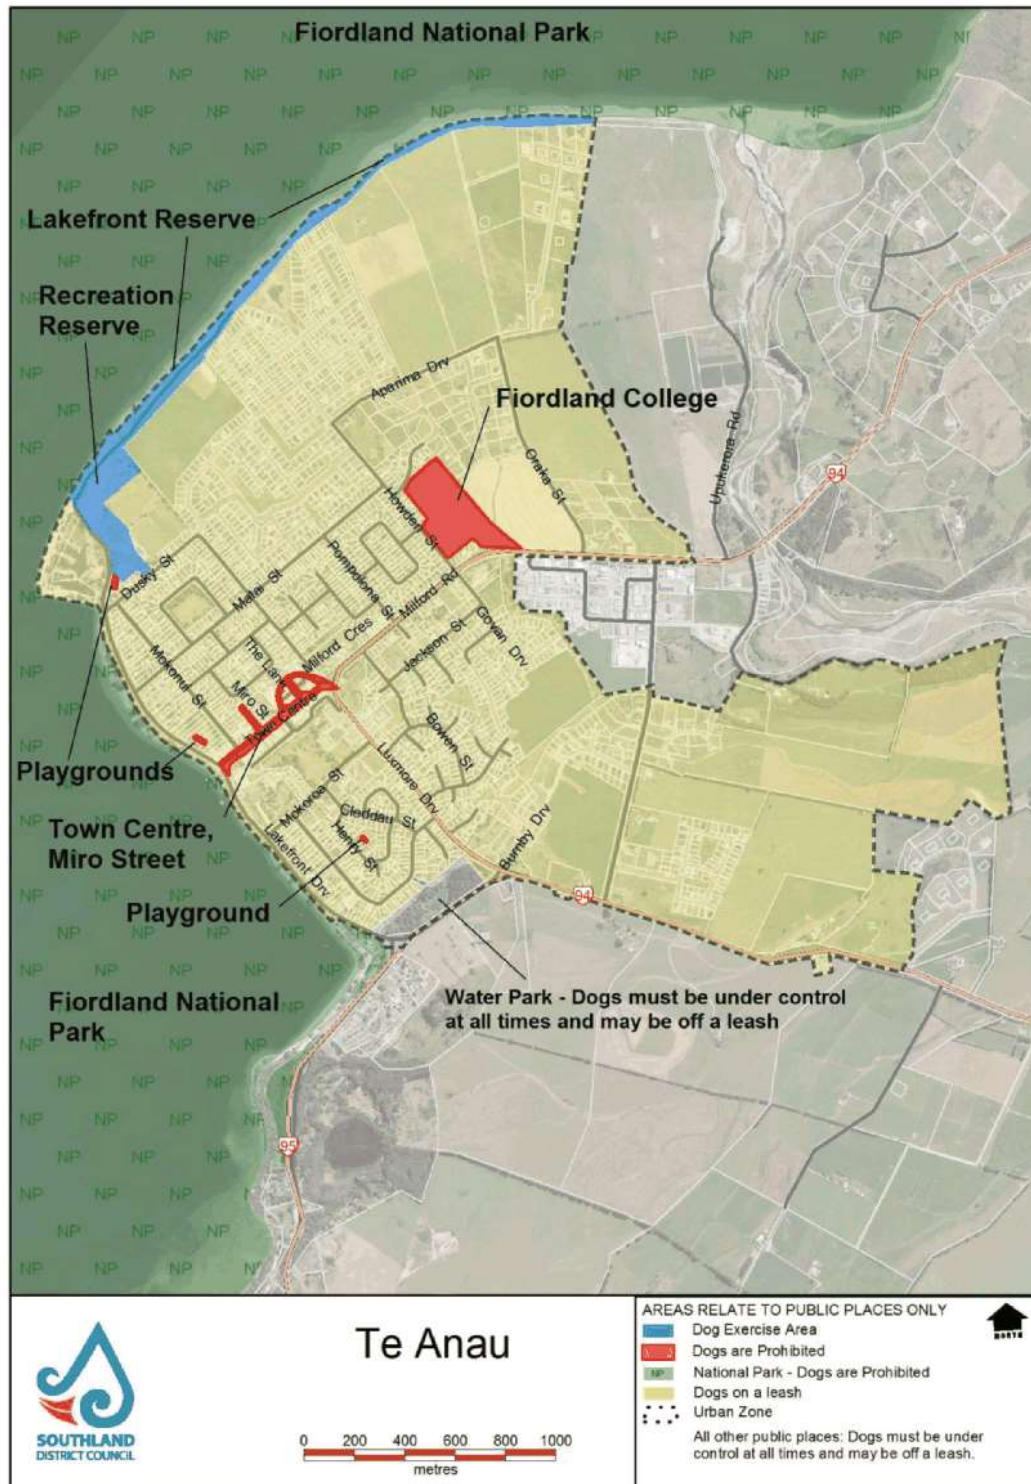 Fiordland National Park
Lakefront Reserve
Recreation
Reserve
Aparima Drv
Fiordland College
Oraka St
Upukerora Rd
94
Howden St
Pompolona St
Milford Rd
Dusky St
Matai St
Milford Cres
Govan Drv
Jackson St
The Lane
Mokonui St
Miro St
Town Centre
Bowen St
Luxmore Drv
Playgrounds
Mokoroa St
Cleddau St
Henry St
Lakefront Drv
Burnby Drv
Town Centre,
Miro Street
Playground
94
Fiordland National
Park
Water Park - Dogs must be under control
at all times and may be off a leash
95
NP
SOUTHLAND
DISTRICT COUNCIL
Te Anau
0 200 400 600 800 1000
metres
AREAS RELATE TO PUBLIC PLACES ONLY
Dog Exercise Area
Dogs are Prohibited
NP National Park - Dogs are Prohibited
Dogs on a leash
Urban Zone
All other public places: Dogs must be under
control at all times and may be off a leash.
NORTH